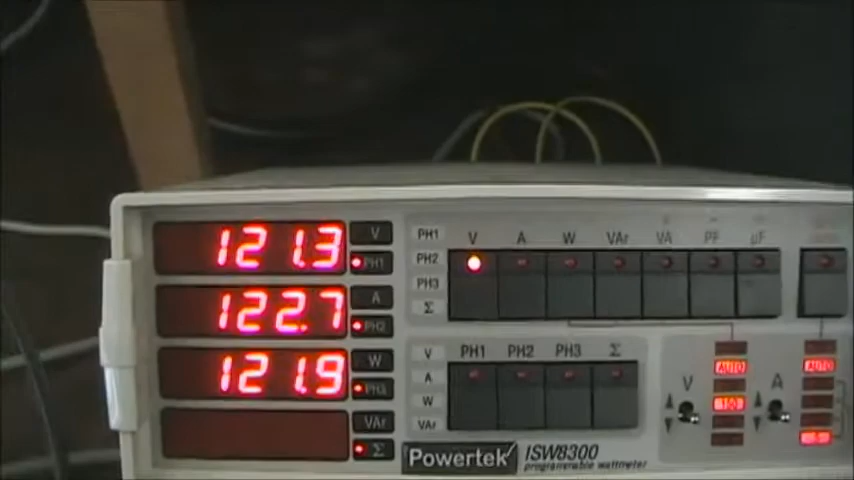 121.3
V
PH1
122.7
A
PH2
121.9
W
PH3
VAr
Σ
PH1
PH2
PH3
Σ
V A W VAr VA PF µF
V
A
W
VAr
PH1 PH2 PH3 Σ
V
AUTO
150
A
AUTO
Powertek ISW8300
programmable wattmeter